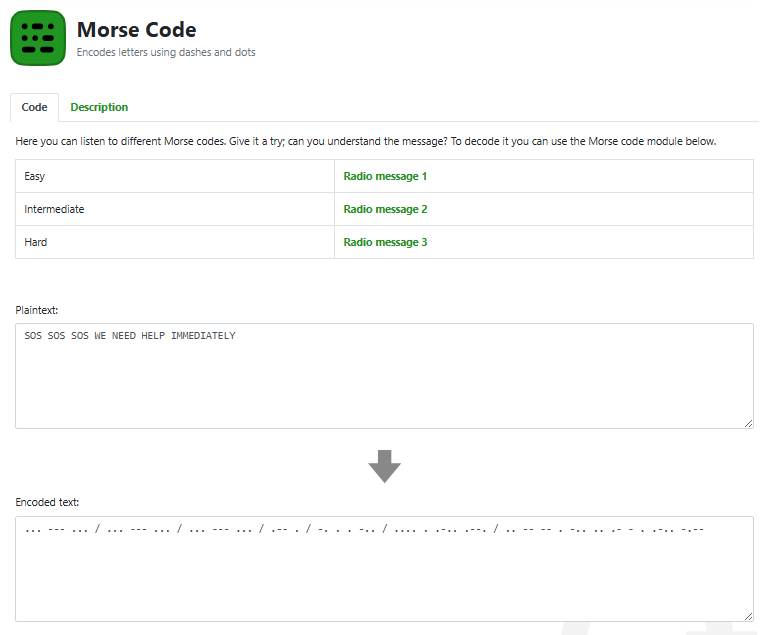 Morse Code
Encodes letters using dashes and dots
Code Description
Here you can listen to different Morse codes. Give it a try; can you understand the message? To decode it you can use the Morse code module below.
Easy Radio message 1
Intermediate Radio message 2
Hard Radio message 3
Plaintext:
SOS SOS SOS WE NEED HELP IMMEDIATELY
Encoded text:
... --- ... / ... --- ... / ... --- ... / .-- . / -. . . -.. / .... . .-.. .--. / .. -- -- . -.. .. .- - . .-.. -.--